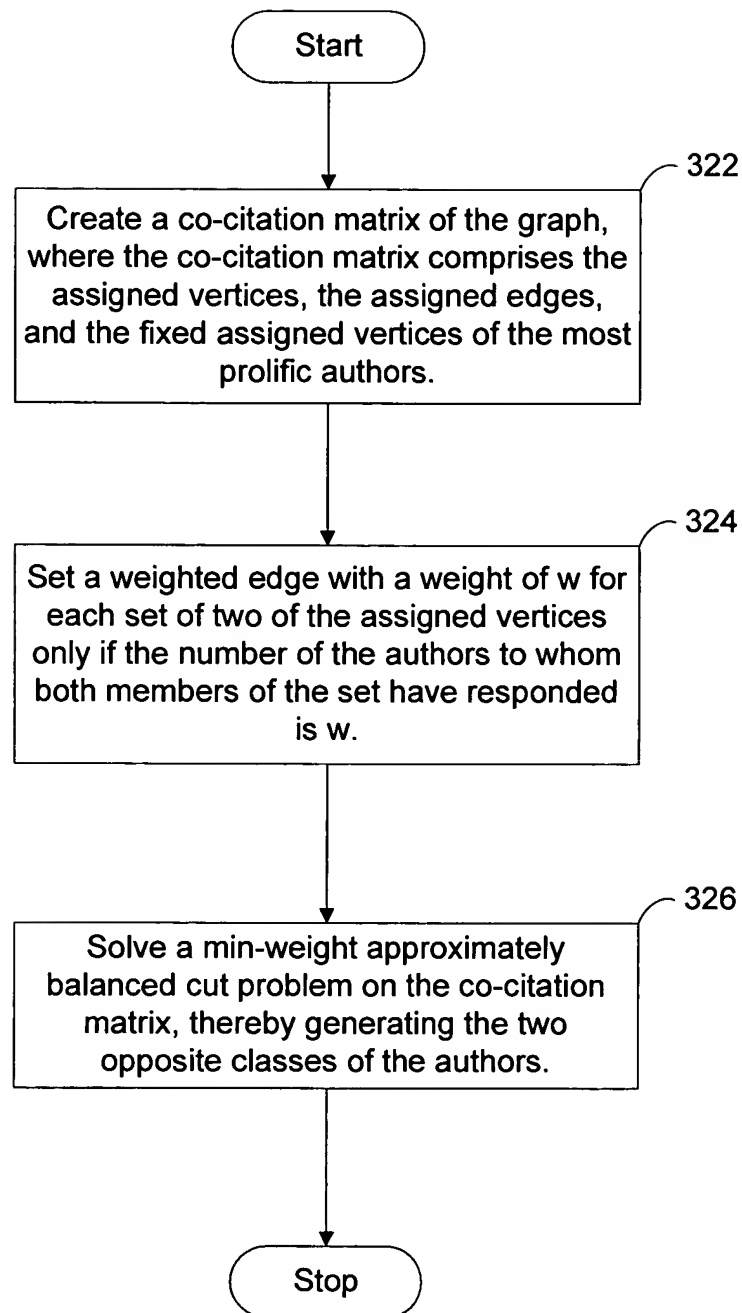 Start
322
Create a co-citation matrix of the graph,
where the co-citation matrix comprises the
assigned vertices, the assigned edges,
and the fixed assigned vertices of the most
prolific authors.
324
Set a weighted edge with a weight of w for
each set of two of the assigned vertices
only if the number of the authors to whom
both members of the set have responded
is w.
326
Solve a min-weight approximately
balanced cut problem on the co-citation
matrix, thereby generating the two
opposite classes of the authors.
Stop